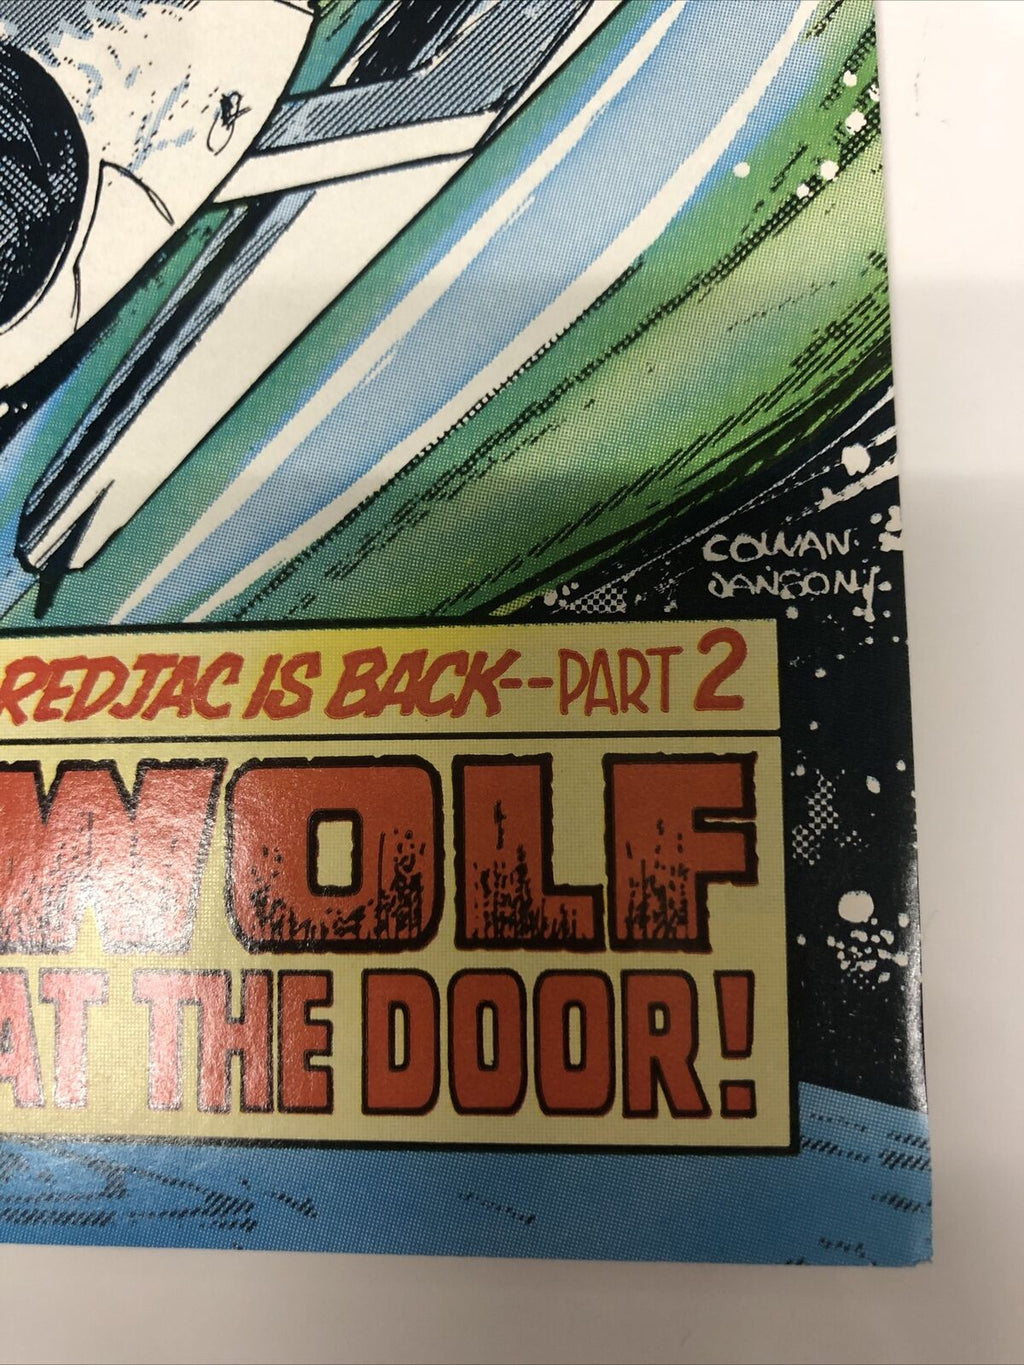 COWAN
JANSON
REDJAC IS BACK--PART 2
WOLF
AT THE DOOR!